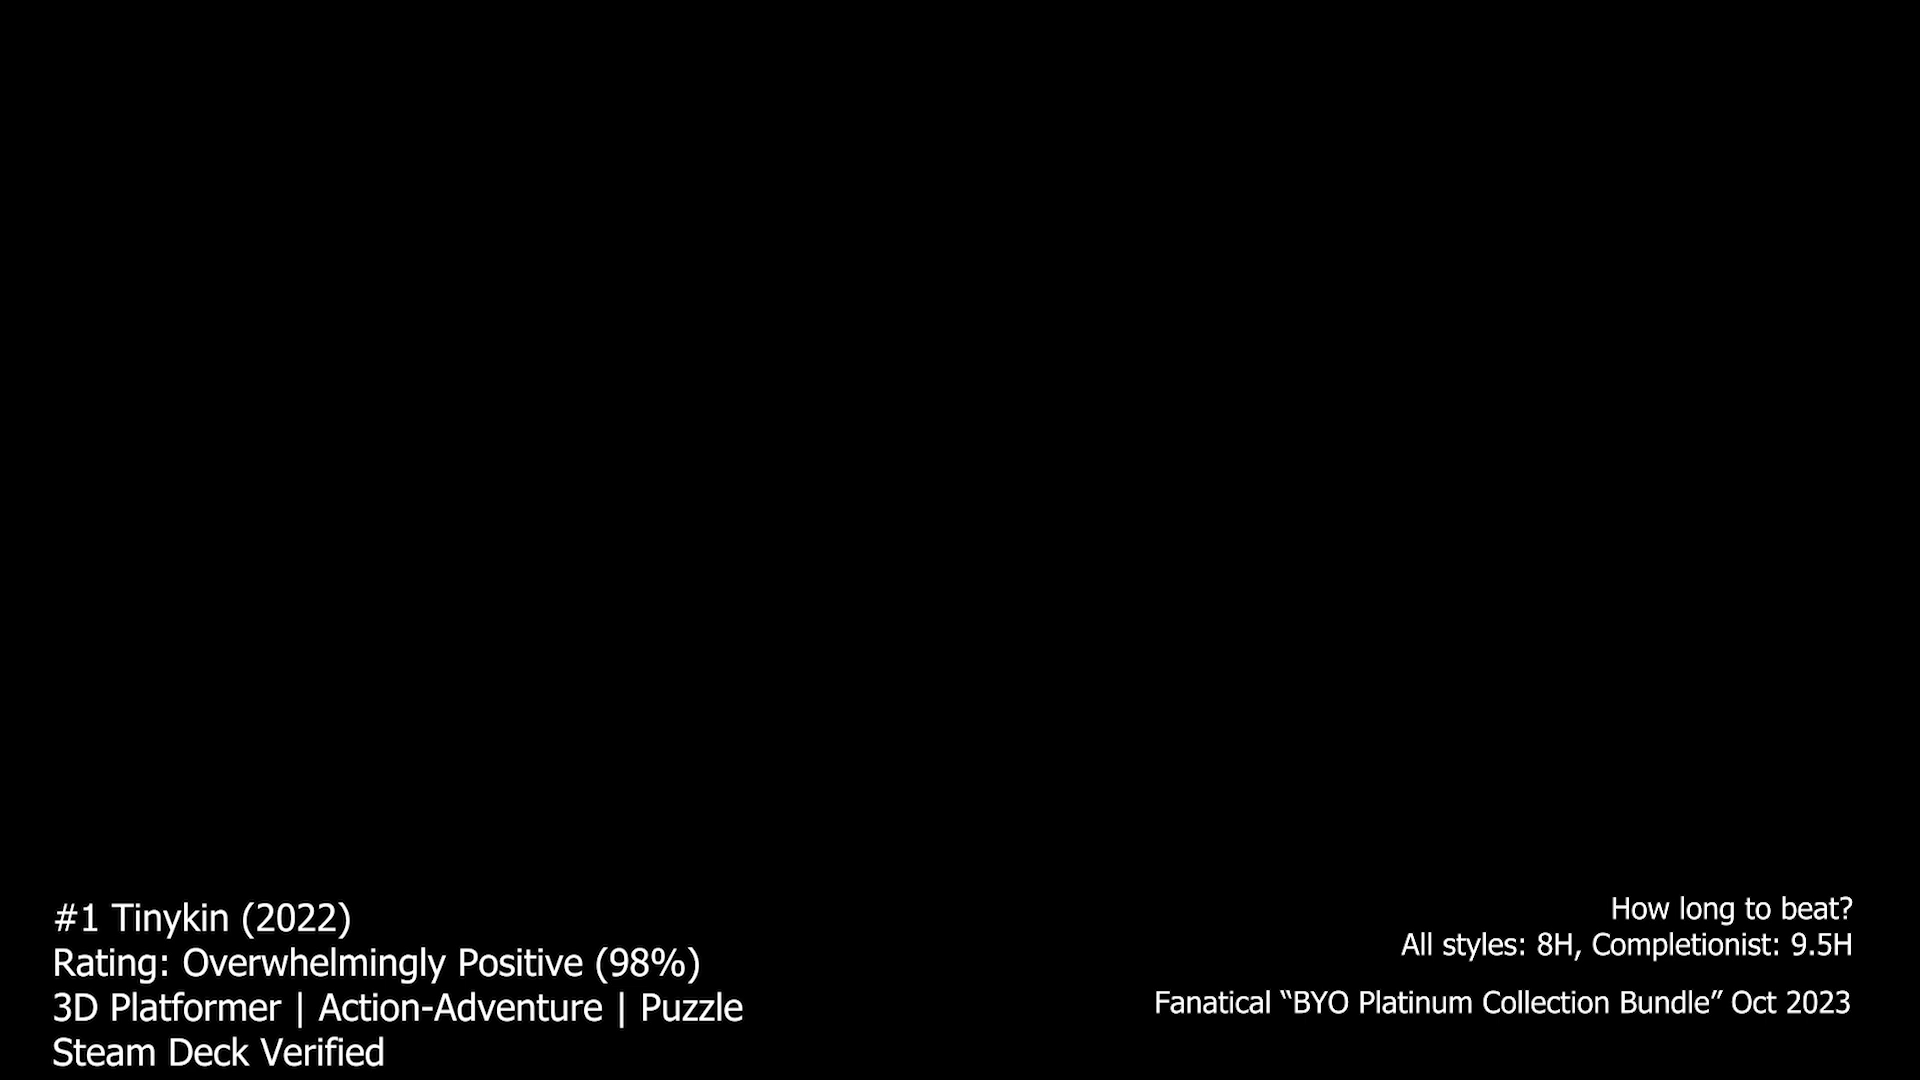 #1 Tinykin (2022)
Rating: Overwhelmingly Positive (98%)
3D Platformer | Action-Adventure | Puzzle
Steam Deck Verified
How long to beat?
All styles: 8H, Completionist: 9.5H
Fanatical “BYO Platinum Collection Bundle” Oct 2023